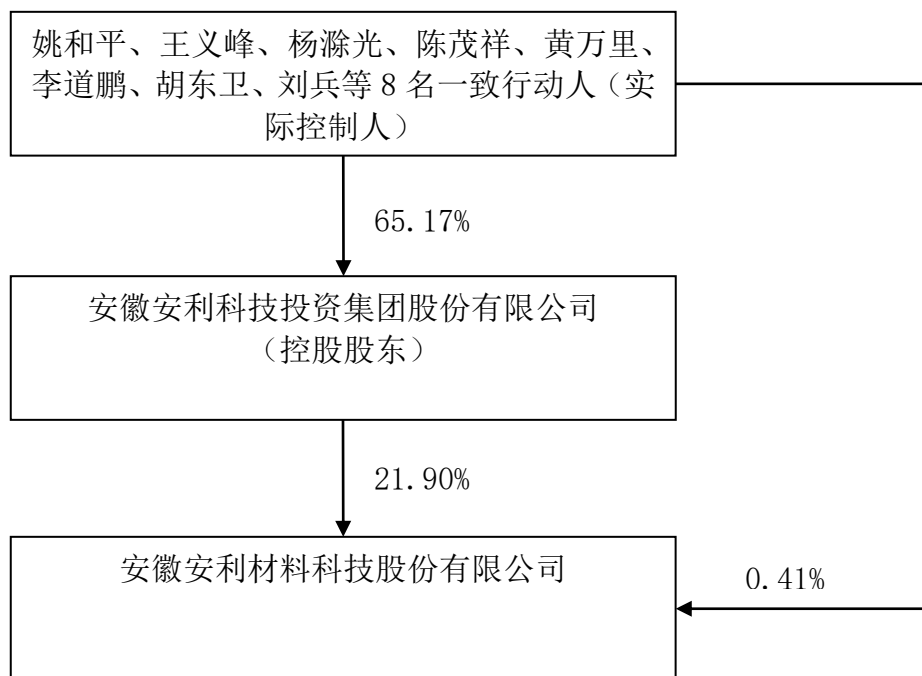 姚和平、王义峰、杨滁光、陈茂祥、黄万里、
李道鹏、胡东卫、刘兵等 8 名一致行动人（实
际控制人）
65.17%
安徽安利科技投资集团股份有限公司
（控股股东）
21.90%
安徽安利材料科技股份有限公司
0.41%